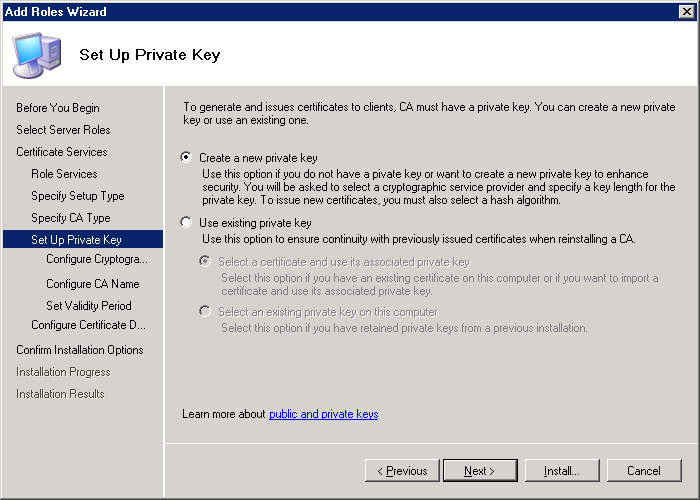 Add Roles Wizard
Set Up Private Key
Before You Begin
Select Server Roles
Certificate Services
Role Services
Specify Setup Type
Specify CA Type
Set Up Private Key
Configure Cryptogra...
Configure CA Name
Set Validity Period
Configure Certificate D...
Confirm Installation Options
Installation Progress
Installation Results
To generate and issues certificates to clients, CA must have a private key. You can create a new private
key or use an existing one.
Create a new private key
Use this option if you do not have a pivate key or want to create a new private key to enhance
security. You will be asked to select a cryptographic service provider and specify a key length for the
private key. To issue new certificates, you must also select a hash algorithm.
Use existing private key
Use this option to ensure continuity with previously issued certificates when reinstalling a CA.
Select a certificate and use its associated private key
Select this option if you have an existing certificate on this computer or if you want to import a
certificate and use its associated private key.
Select an existing private key on this computer
Select this option if you have retained private keys from a previous installation.
Learn more about public and private keys
< Previous
Next >
Install...
Cancel